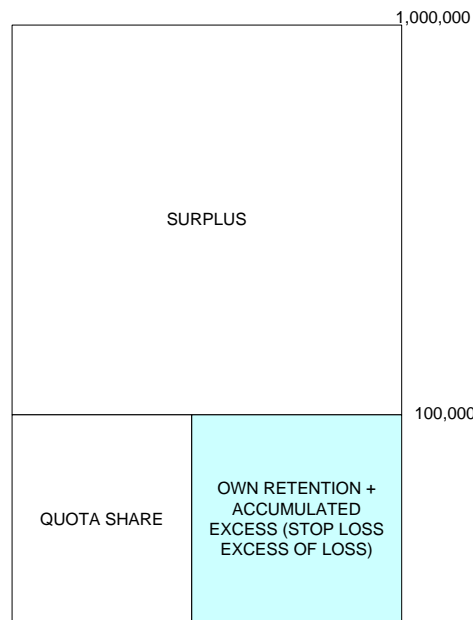 1,000,000
SURPLUS
100,000
QUOTA SHARE
OWN RETENTION +
ACCUMULATED
EXCESS (STOP LOSS
EXCESS OF LOSS)